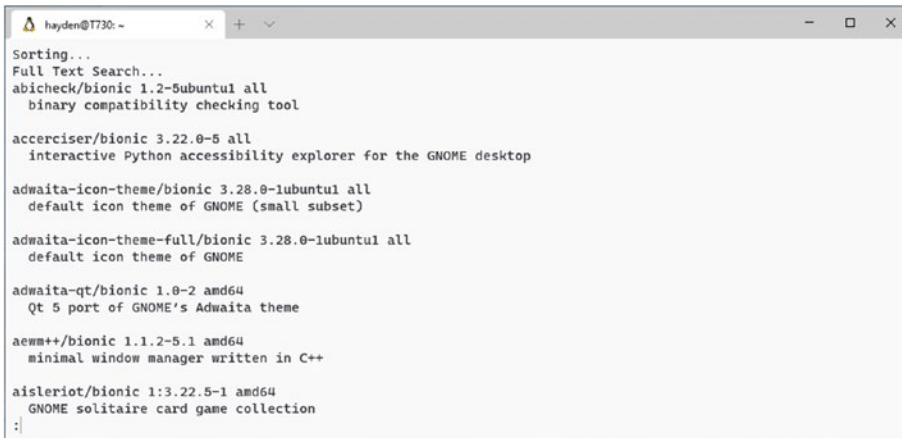 hayden@T730: ~
Sorting...
Full Text Search...
abicheck/bionic 1.2-5ubuntu1 all
  binary compatibility checking tool

accerciser/bionic 3.22.0-5 all
  interactive Python accessibility explorer for the GNOME desktop

adwaita-icon-theme/bionic 3.28.0-1ubuntu1 all
  default icon theme of GNOME (small subset)

adwaita-icon-theme-full/bionic 3.28.0-1ubuntu1 all
  default icon theme of GNOME

adwaita-qt/bionic 1.0-2 amd64
  Qt 5 port of GNOME's Adwaita theme

aewm++/bionic 1.1.2-5.1 amd64
  minimal window manager written in C++

aisleriot/bionic 1:3.22.5-1 amd64
  GNOME solitaire card game collection
: